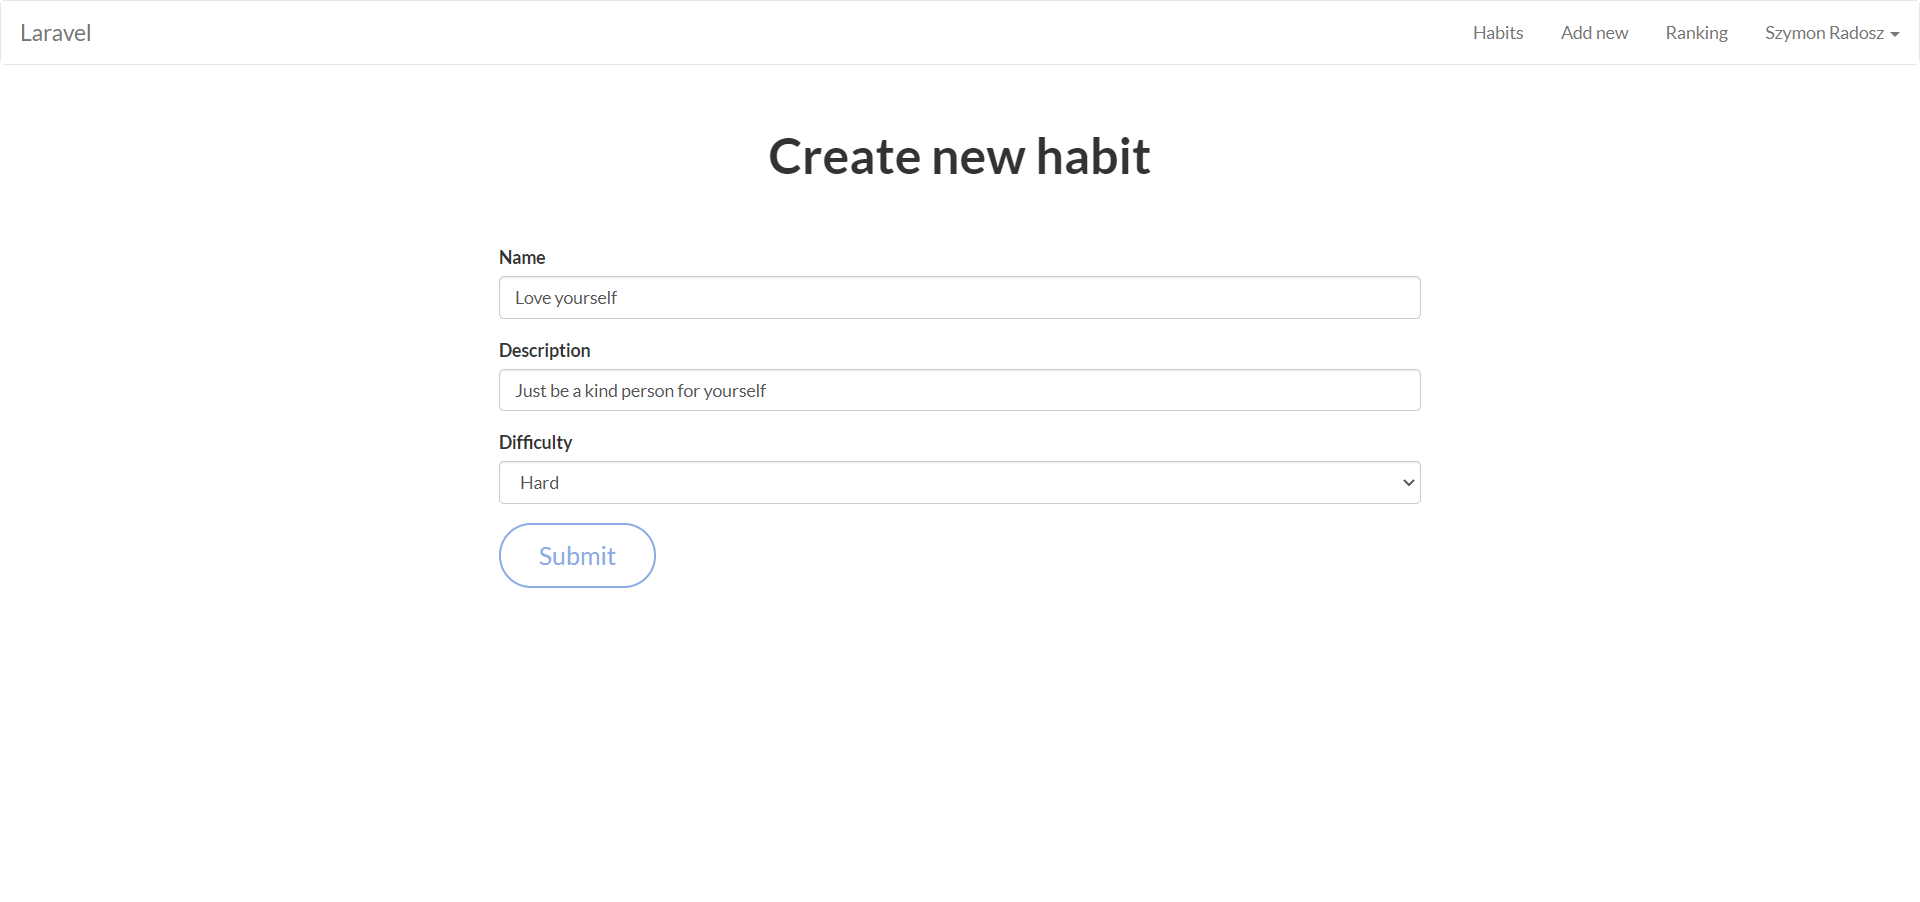 Laravel
Habits
Add new
Ranking
Szymon Radosz
Create new habit
Name
Love yourself
Description
Just be a kind person for yourself
Difficulty
Hard
Submit